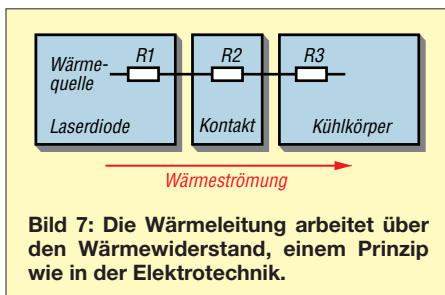 R1 R2 R3
Wärme-
quelle
Laserdiode Kontakt Kühlkörper
Wärmeströmung
Bild 7: Die Wärmeleitung arbeitet über
den Wärmewiderstand, einem Prinzip
wie in der Elektrotechnik.